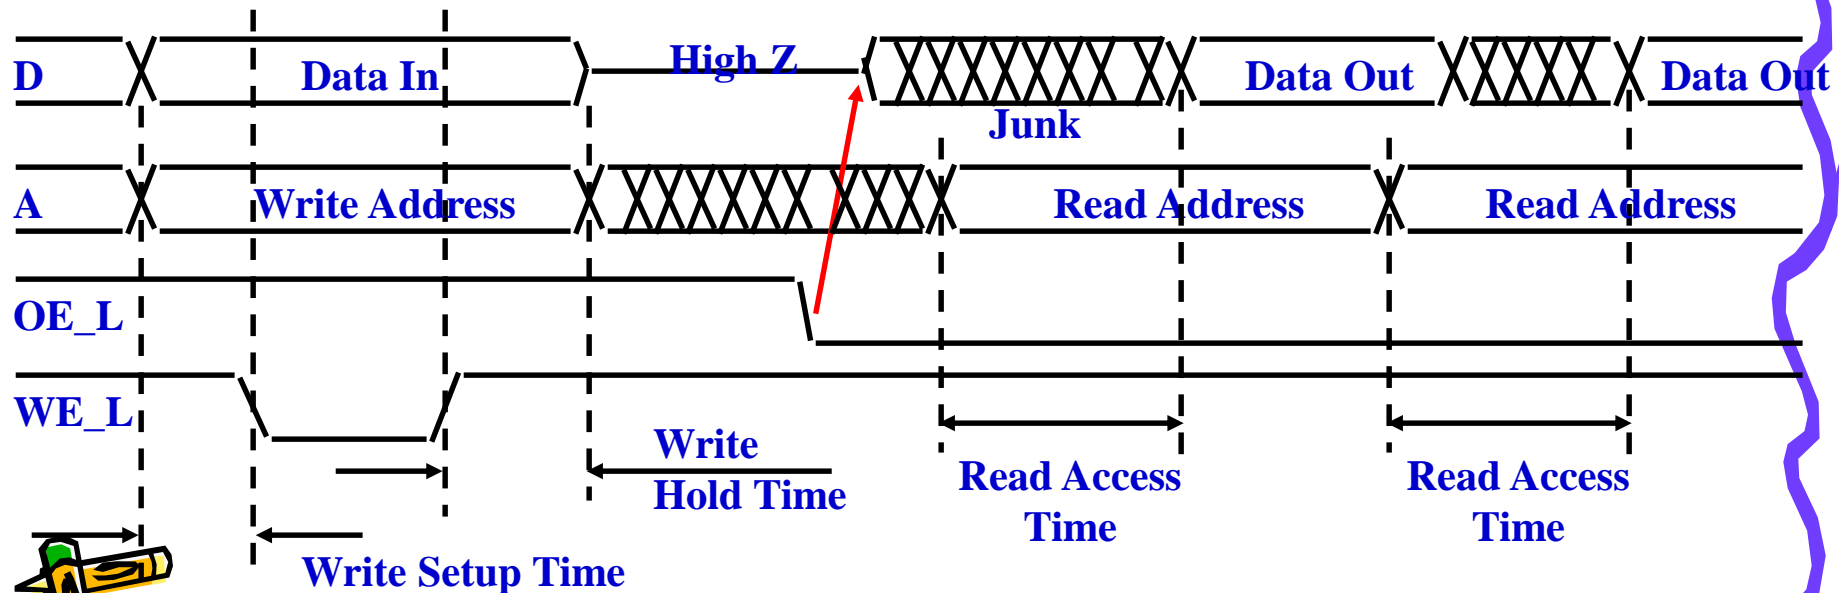 D
Data In
High Z
Data Out
Data Out
Junk
A
Write Address
Read Address
Read Address
OE_L
WE_L
Write
Hold Time
Read Access
Time
Read Access
Time
Write Setup Time